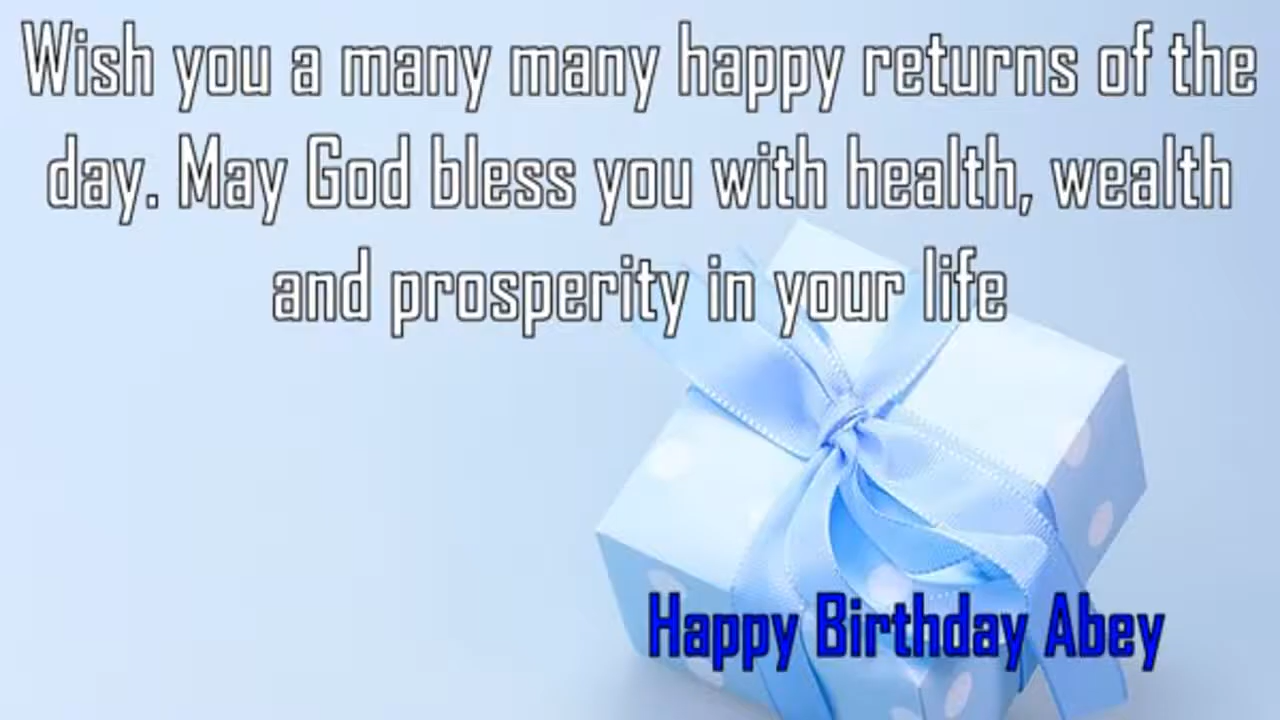 Wish you a many many happy returns of the
day. May God bless you with health, wealth
and prosperity in your life
Happy Birthday Abey